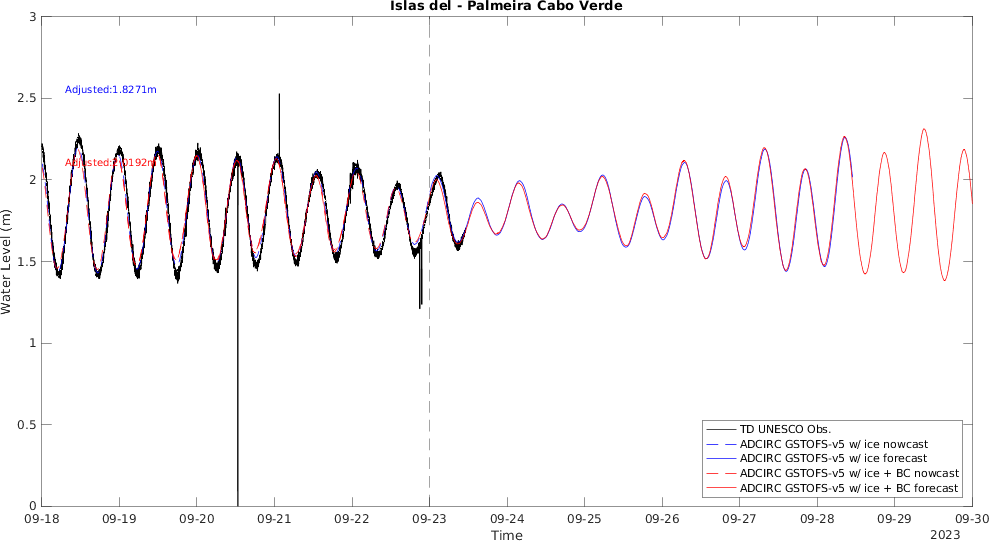 Islas del - Palmeira Cabo Verde
3
2.5
2
1.5
1
0.5
0
Water Level (m)
Adjusted:1.8271m
Adjusted:2.0192m
TD UNESCO Obs.
ADCIRC GSTOFS-v5 w/ ice nowcast
ADCIRC GSTOFS-v5 w/ ice forecast
ADCIRC GSTOFS-v5 w/ ice + BC nowcast
ADCIRC GSTOFS-v5 w/ ice + BC forecast
09-18 09-19 09-20 09-21 09-22 09-23 09-24 09-25 09-26 09-27 09-28 09-29 09-30
Time
2023